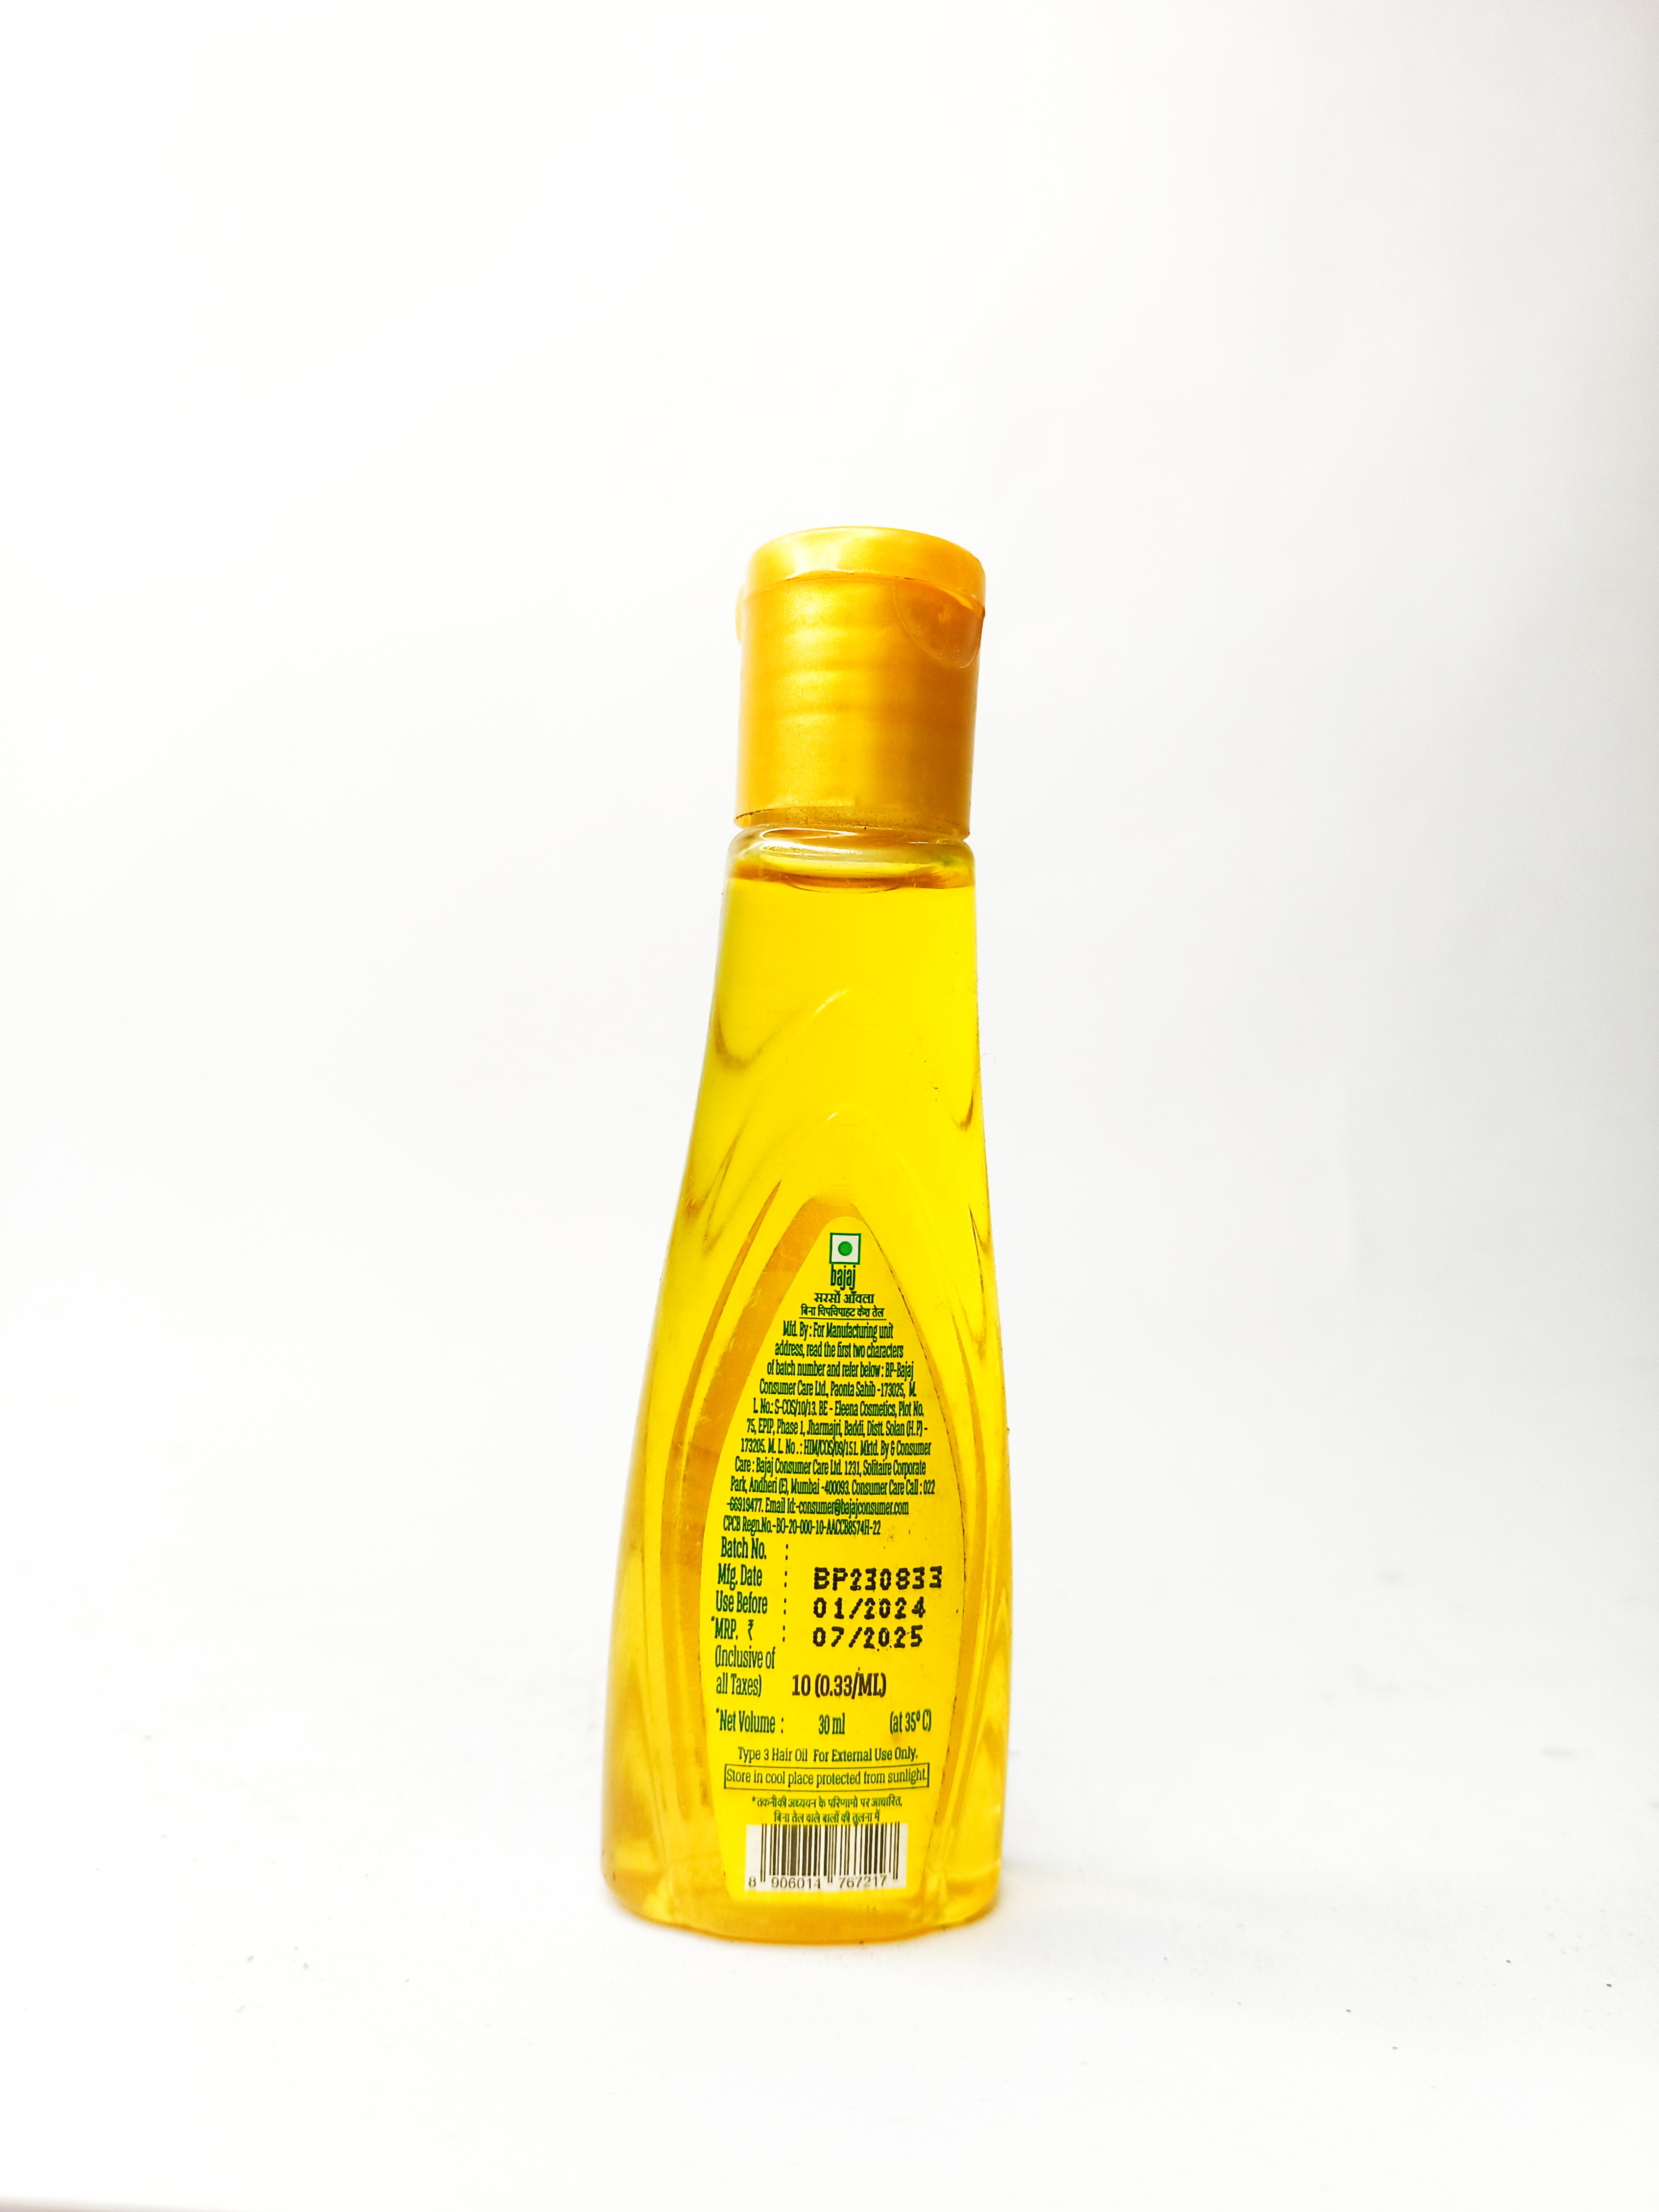 bajaj
सरसों आँवला
बिना चिपचिपाहट केश तेल
Mfd. By : For Manufacturing unit
address, read the first two characters
of batch number and refer below : BP-Bajaj
Consumer Care Ltd., Paonta Sahib -173025, M.
L No.: S-COS/10/13. BE - Eleena Cosmetics, Plot No.
75, EPIP, Phase 1, Jharmajri, Baddi, Distt. Solan (H. P) -
173205. M. L. No. : HIM/COS/09/151. Mktd. By & Consumer
Care : Bajaj Consumer Care Ltd. 1231, Solitaire Corporate
Park, Andheri (E), Mumbai -400093. Consumer Care Call : 022
-66919477. Email Id:-consumer@bajajconsumer.com
CPCB Regn.No.-BO-20-000-10-AACCB8574H-22
Batch No. :
Mfg. Date : BP230833
Use Before : 01/2024
*MRP. ₹ : 07/2025
(Inclusive of
all Taxes) 10 (0.33/ML)
*Net Volume : 30 ml (at 35º C)
Type 3 Hair Oil For External Use Only.
Store in cool place protected from sunlight.
*तकनीकी अध्ययन के परिणामो पर आधारित,
बिना तेल वाले बालों की तुलना में
8 906014 767217